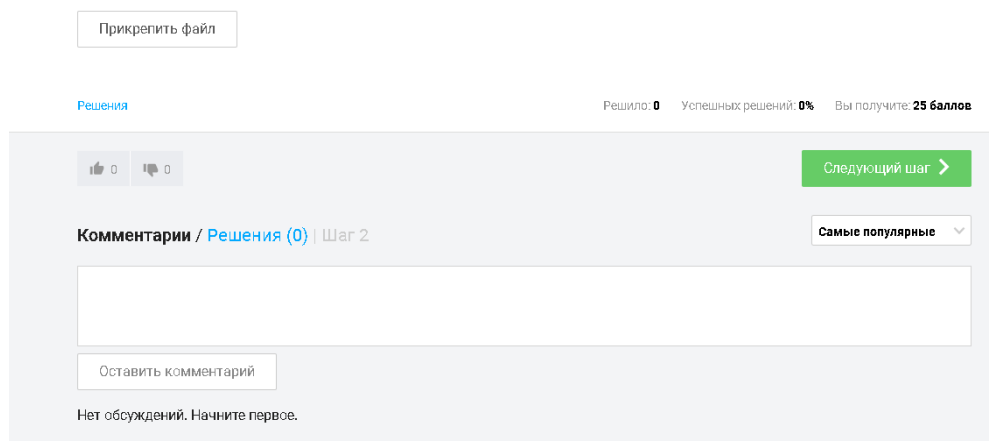 Прикрепить файл
Решения Решило: 0 Успешных решений: 0% Вы получите: 25 баллов
0 0 Следующий шаг
Комментарии / Решения (0) | Шаг 2 Самые популярные
Оставить комментарий
Нет обсуждений. Начните первое.